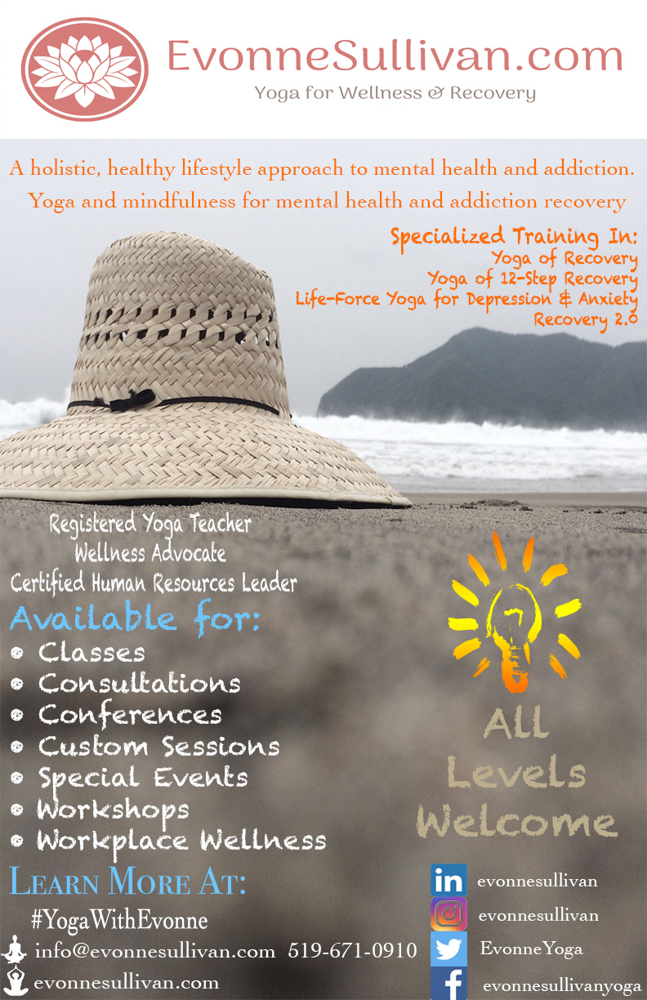 EvonneSullivan.com
Yoga for Wellness & Recovery
A holistic, healthy lifestyle approach to mental health and addiction.
Yoga and mindfulness for mental health and addiction recovery
Specialized Training In:
Yoga of Recovery
Yoga of 12-Step Recovery
Life-Force Yoga for Depression & Anxiety
Recovery 2.0
Registered Yoga Teacher
Wellness Advocate
Certified Human Resources Leader
Available for:
• Classes
• Consultations
• Conferences
• Custom Sessions
• Special Events
• Workshops
• Workplace Wellness
All
Levels
Welcome
Learn More At:
#YogaWithEvonne
info@evonnesullivan.com 519-671-0910
evonnesullivan.com
in evonnesullivan
evonnesullivan
EvonneYoga
f evonnesullivanyoga